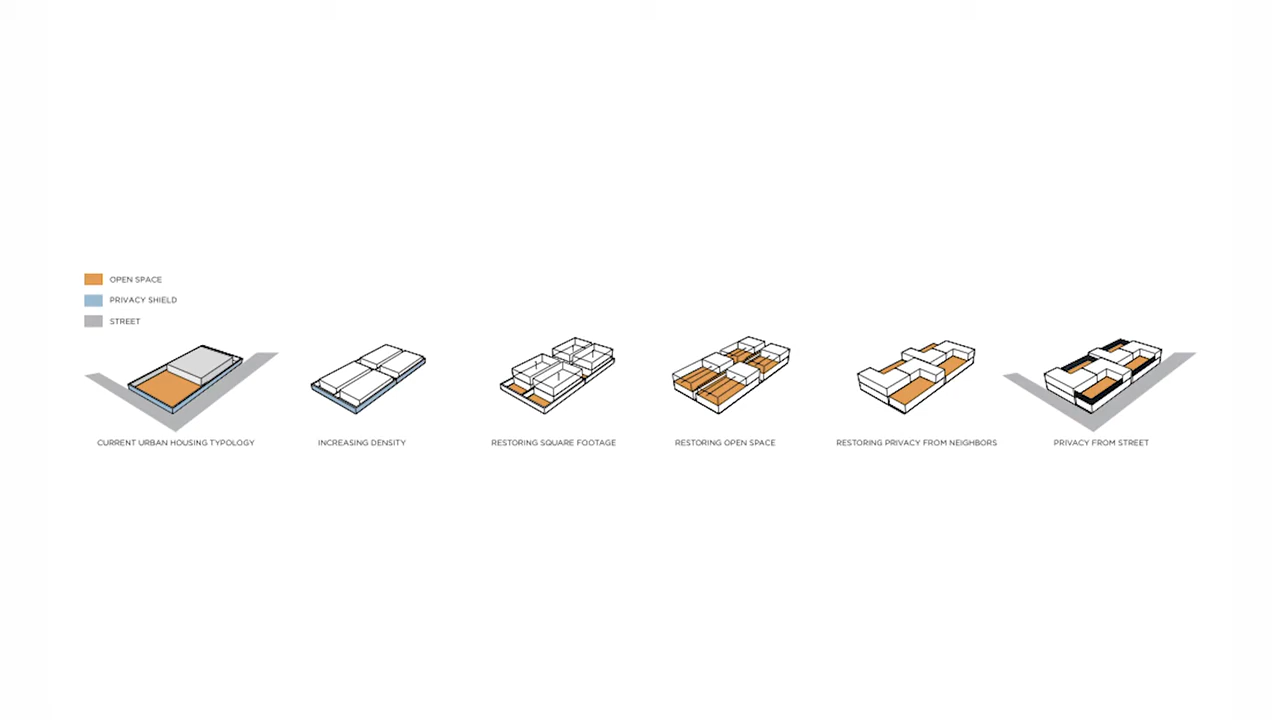 OPEN SPACE
PRIVACY SHIELD
STREET
CURRENT URBAN HOUSING TYPOLOGY
INCREASING DENSITY
RESTORING SQUARE FOOTAGE
RESTORING OPEN SPACE
RESTORING PRIVACY FROM NEIGHBORS
PRIVACY FROM STREET